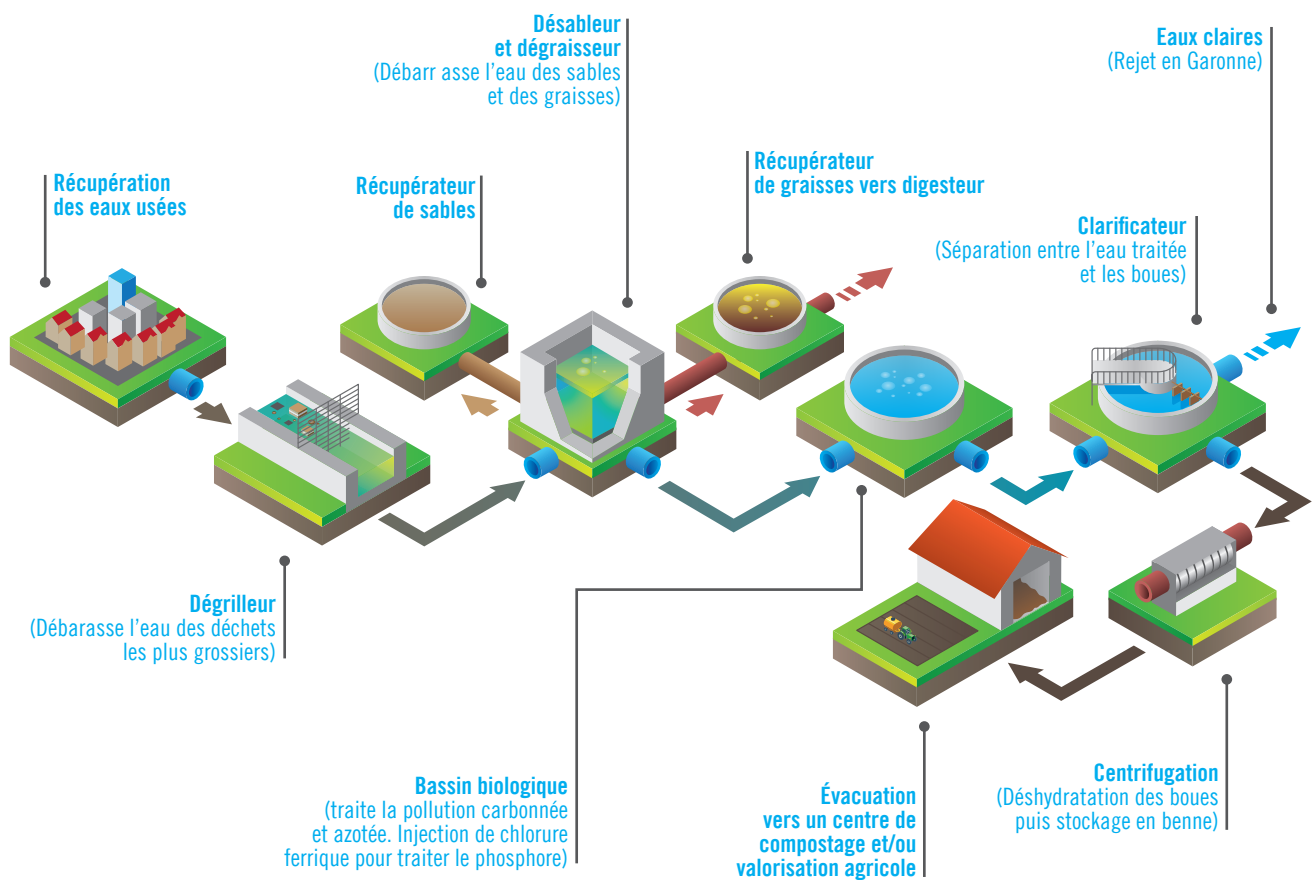 Désableur
et dégraisseur
(Débarr asse l'eau des sables
et des graisses)
Eaux claires
(Rejet en Garonne)
Récupération
des eaux usées
Récupérateur
de sables
Récupérateur
de graisses vers digesteur
Clarificateur
(Séparation entre l'eau traitée
et les boues)
Dégrilleur
(Débarasse l'eau des déchets
les plus grossiers)
Bassin biologique
(traite la pollution carbonnée
et azotée. Injection de chlorure
ferrique pour traiter le phosphore)
Évacuation
vers un centre de
compostage et/ou
valorisation agricole
Centrifugation
(Déshydratation des boues
puis stockage en benne)